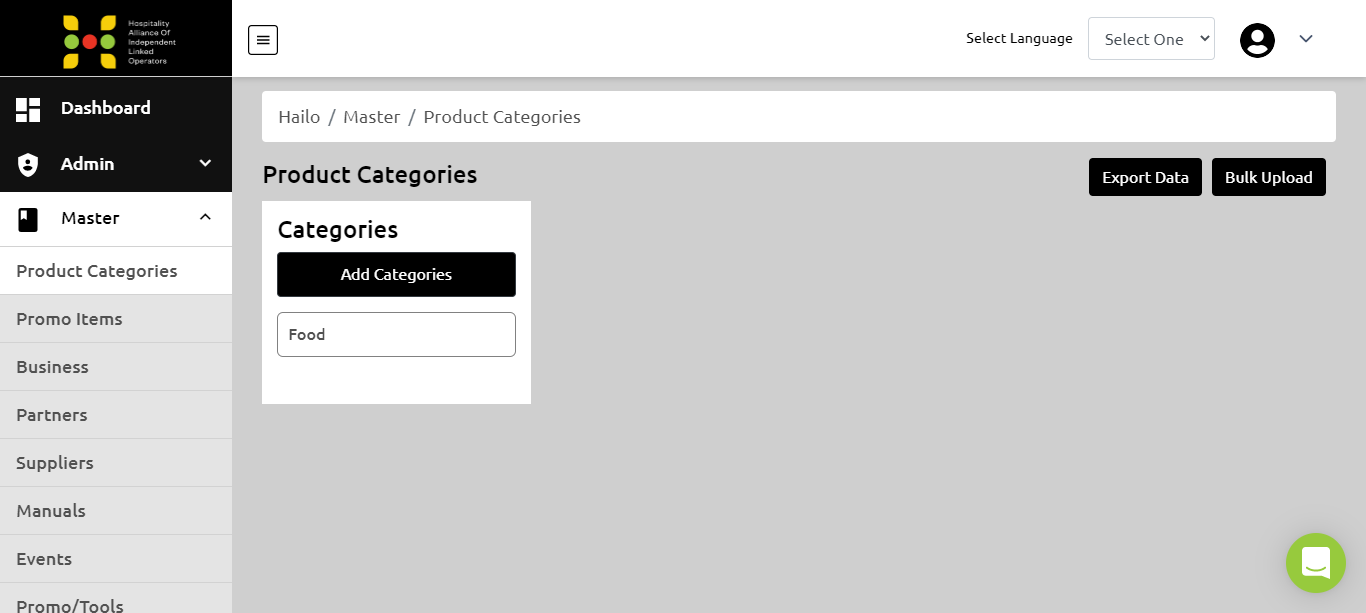 Hospitality
Alliance Of
Independent
Linked
Operators
Select Language
Select One
Dashboard
Admin
Master
Product Categories
Promo Items
Business
Partners
Suppliers
Manuals
Events
Promo/Tools
Hailo / Master / Product Categories
Product Categories
Export Data
Bulk Upload
Categories
Add Categories
Food